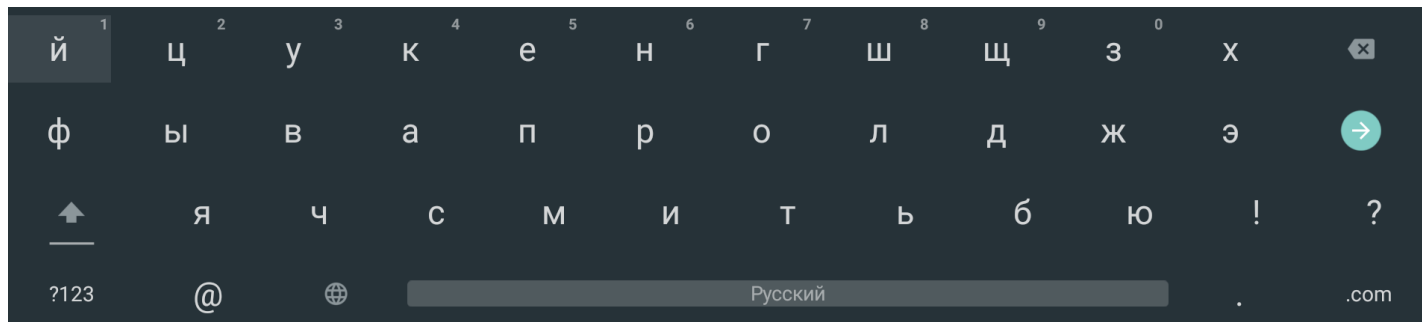 1 2 3 4 5 6 7 8 9 0
й ц у к е н г ш щ з х
ф ы в а п р о л д ж э
я ч с м и т ь б ю ! ?
?123 @ Русский . .com